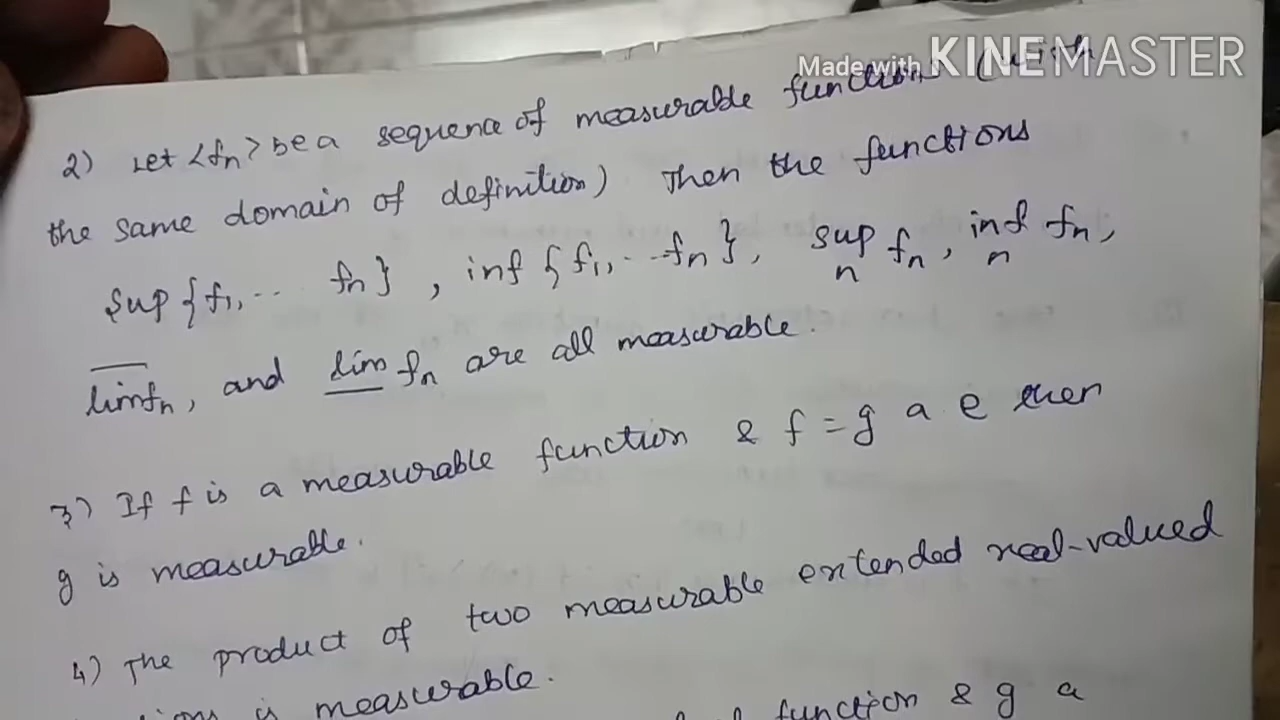 Made with KINEMASTER
2) Let <fn> be a sequence of measurable functions (with
the same domain of definition) Then the functions
sup {f1, .. fn} , inf {f1, .. fn}, sup fn , inf fn,
n n
lim fn, and lim fn are all measurable.
3) If f is a measurable function & f = g a e then
g is measurable.
4) The product of two measurable extended real-valued
is measurable.
function & g a